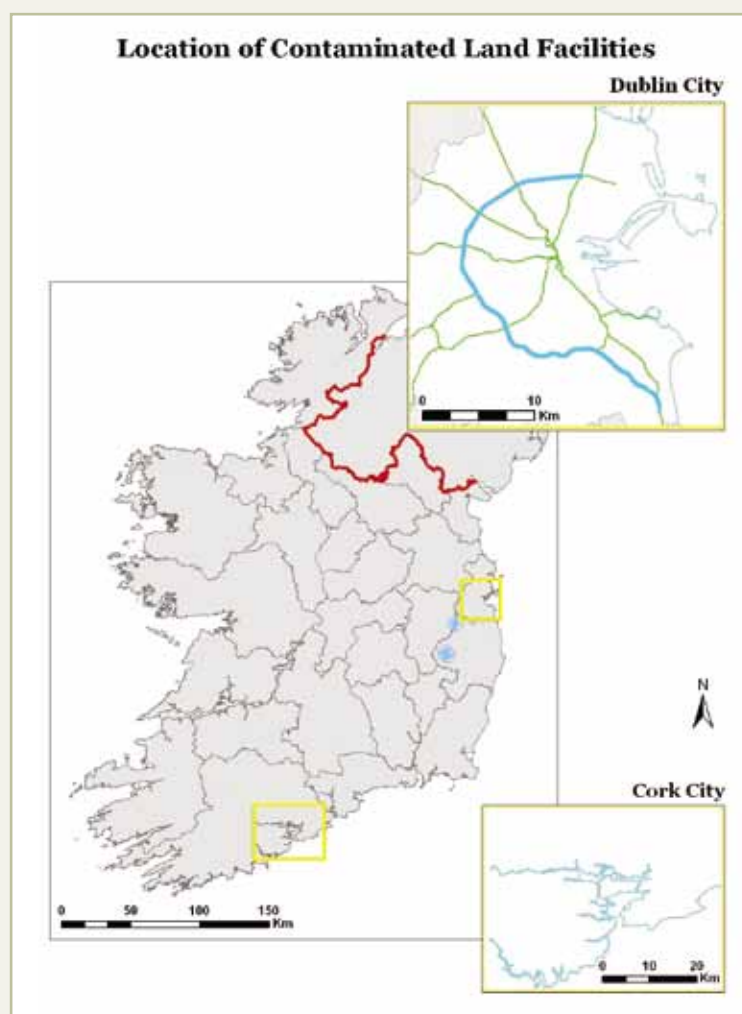 Location of Contaminated Land Facilities
Dublin City
0 10
Km
N
Cork City
0 50 100 150
Km
0 10 20
Km